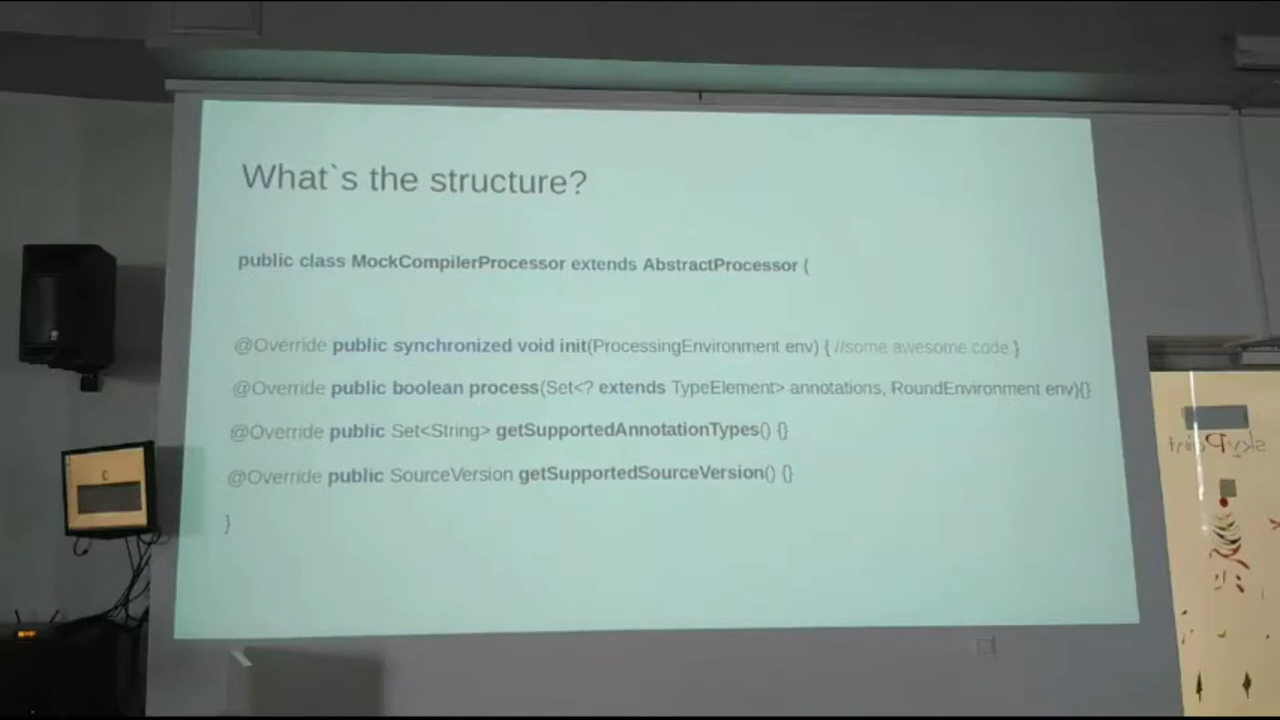 What`s the structure?
public class MockCompilerProcessor extends AbstractProcessor {
@Override public synchronized void init(ProcessingEnvironment env) { //some awesome code }
@Override public boolean process(Set<? extends TypeElement> annotations, RoundEnvironment env){}
@Override public Set<String> getSupportedAnnotationTypes() {}
@Override public SourceVersion getSupportedSourceVersion() {}
}
skyPoint